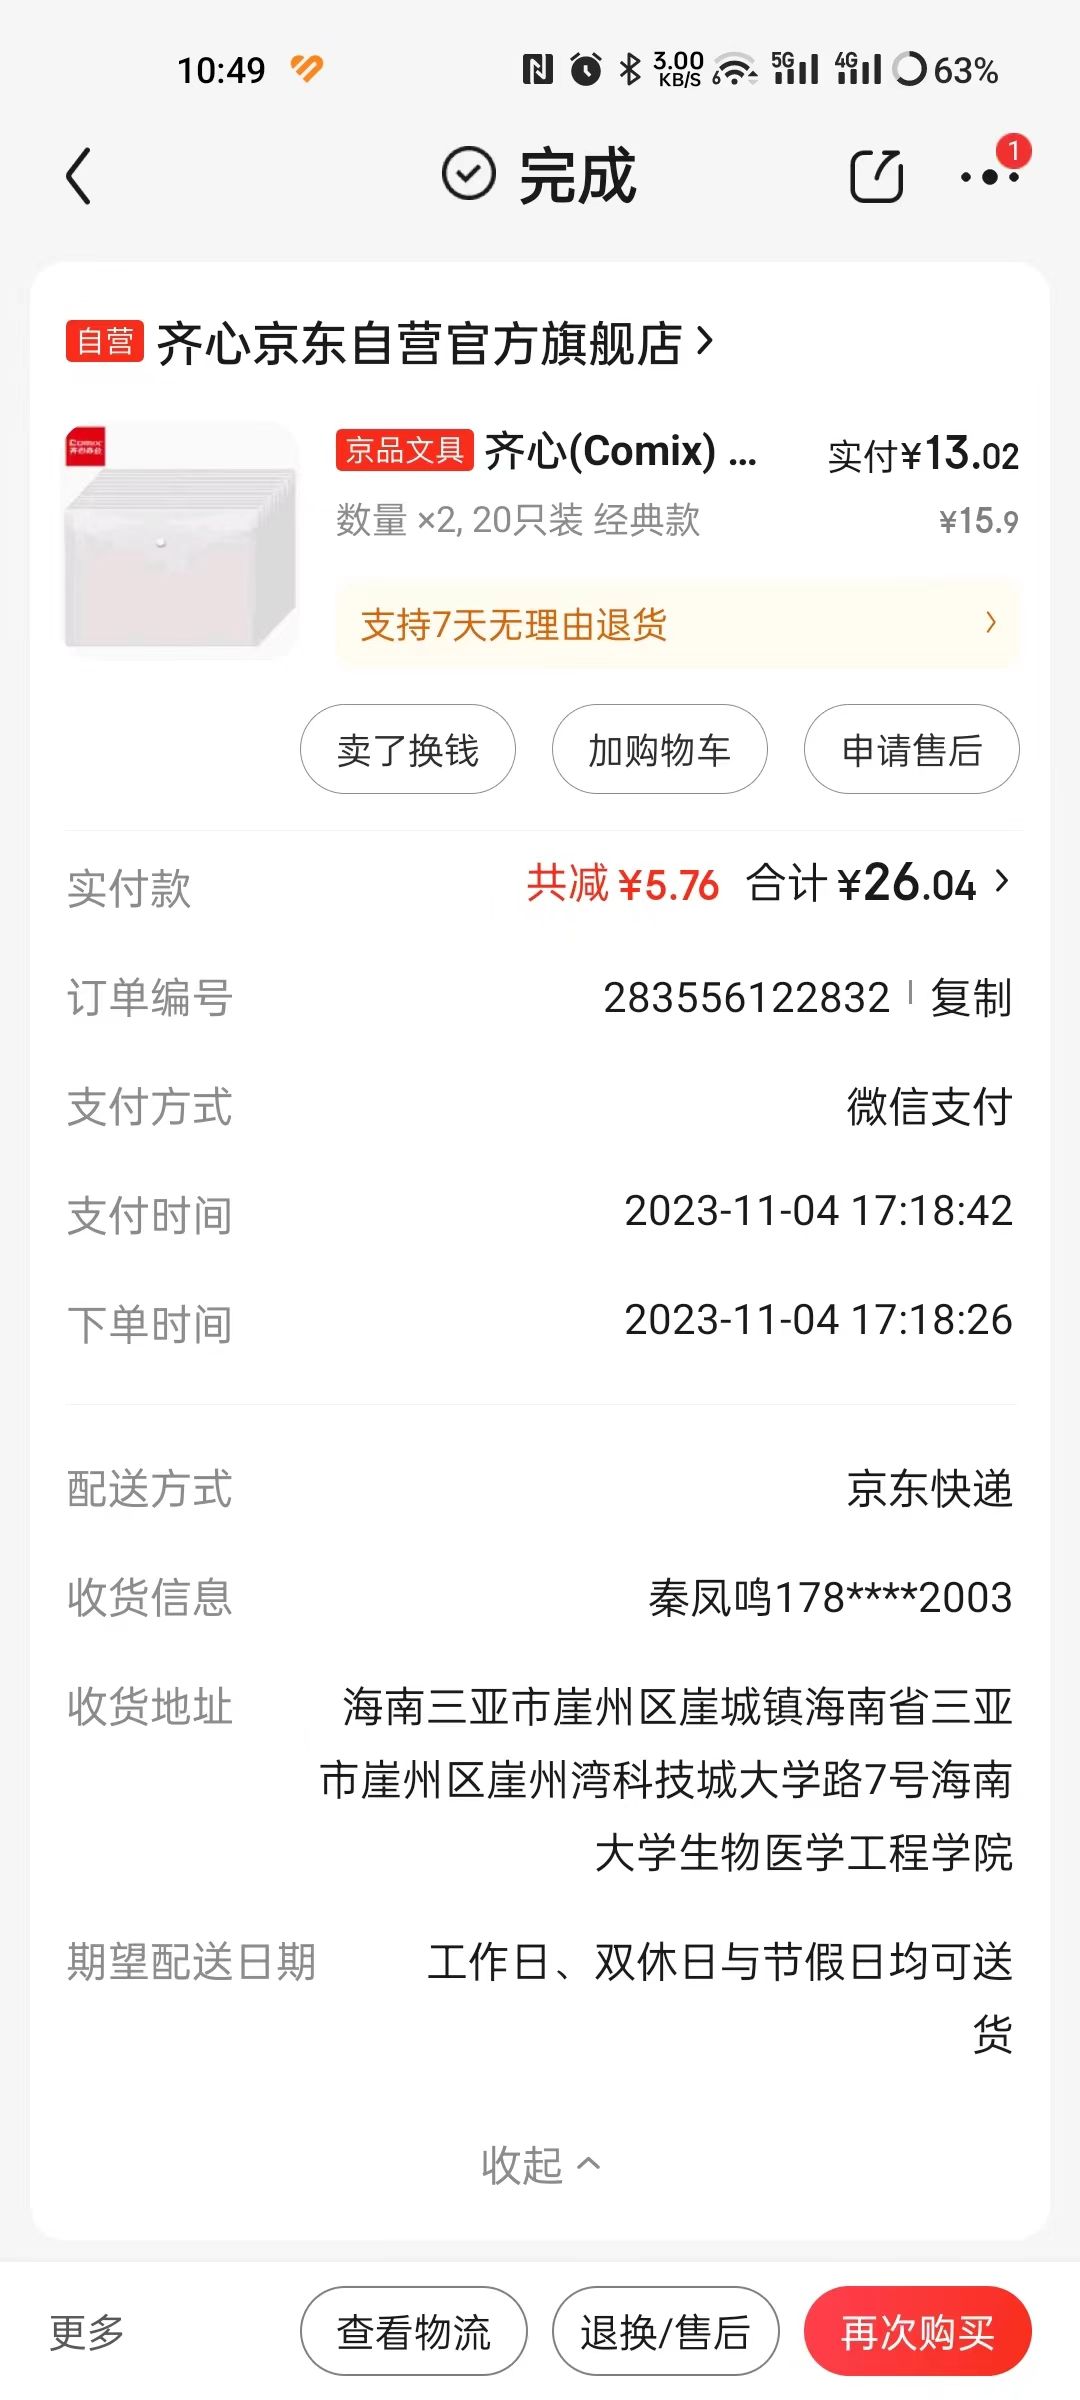 10:49
3.00 KB/S
6
5G
4G
63%
完成
1
自营 齐心京东自营官方旗舰店
Comix
京品文具 齐心(Comix) ... 实付¥13.02
数量 ×2, 20只装 经典款 ¥15.9
支持7天无理由退货
卖了换钱 加购物车 申请售后
实付款 共减 ¥5.76 合计 ¥26.04
订单编号 283556122832 复制
支付方式 微信支付
支付时间 2023-11-04 17:18:42
下单时间 2023-11-04 17:18:26
配送方式 京东快递
收货信息 秦凤鸣178****2003
收货地址 海南三亚市崖州区崖城镇海南省三亚
市崖州区崖州湾科技城大学路7号海南
大学生物医学工程学院
期望配送日期 工作日、双休日与节假日均可送
货
收起
更多 查看物流 退换/售后 再次购买